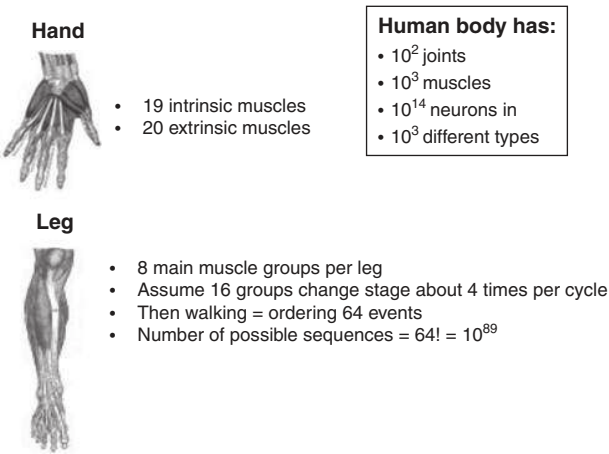 Hand
• 19 intrinsic muscles
• 20 extrinsic muscles
Human body has:
• 10² joints
• 10³ muscles
• 10¹⁴ neurons in
• 10³ different types
Leg
• 8 main muscle groups per leg
• Assume 16 groups change stage about 4 times per cycle
• Then walking = ordering 64 events
• Number of possible sequences = 64! = 10⁸⁹